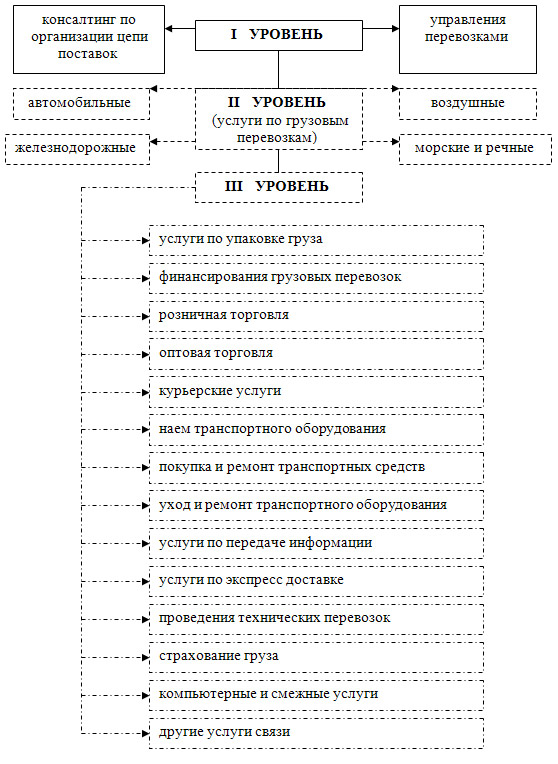 консалтинг по
организации цепи
поставок
I УРОВЕНЬ
управления
перевозками
автомобильные
II УРОВЕНЬ
(услуги по грузовым
перевозкам)
воздушные
железнодорожные
морские и речные
III УРОВЕНЬ
услуги по упаковке груза
финансирования грузовых перевозок
розничная торговля
оптовая торговля
курьерские услуги
наем транспортного оборудования
покупка и ремонт транспортных средств
уход и ремонт транспортного оборудования
услуги по передаче информации
услуги по экспресс доставке
проведения технических перевозок
страхование груза
компьютерные и смежные услуги
другие услуги связи